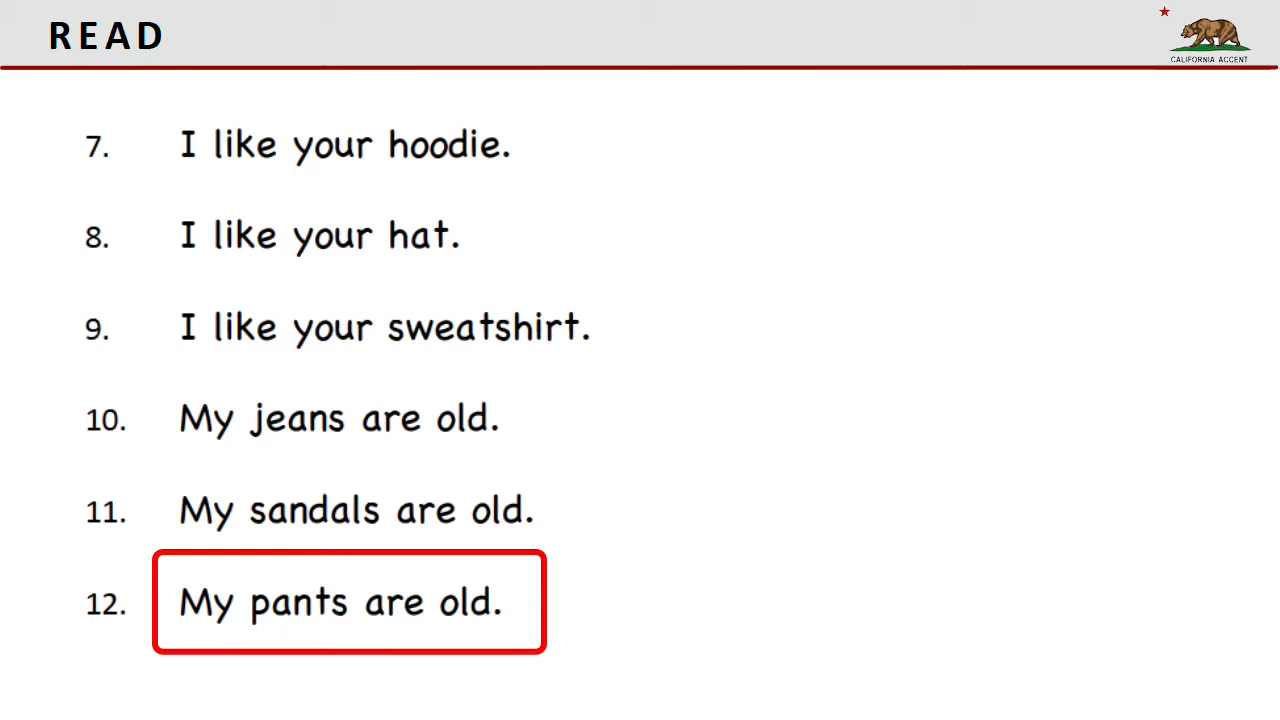 READ
CALIFORNIA ACCENT
7. I like your hoodie.
8. I like your hat.
9. I like your sweatshirt.
10. My jeans are old.
11. My sandals are old.
12. My pants are old.